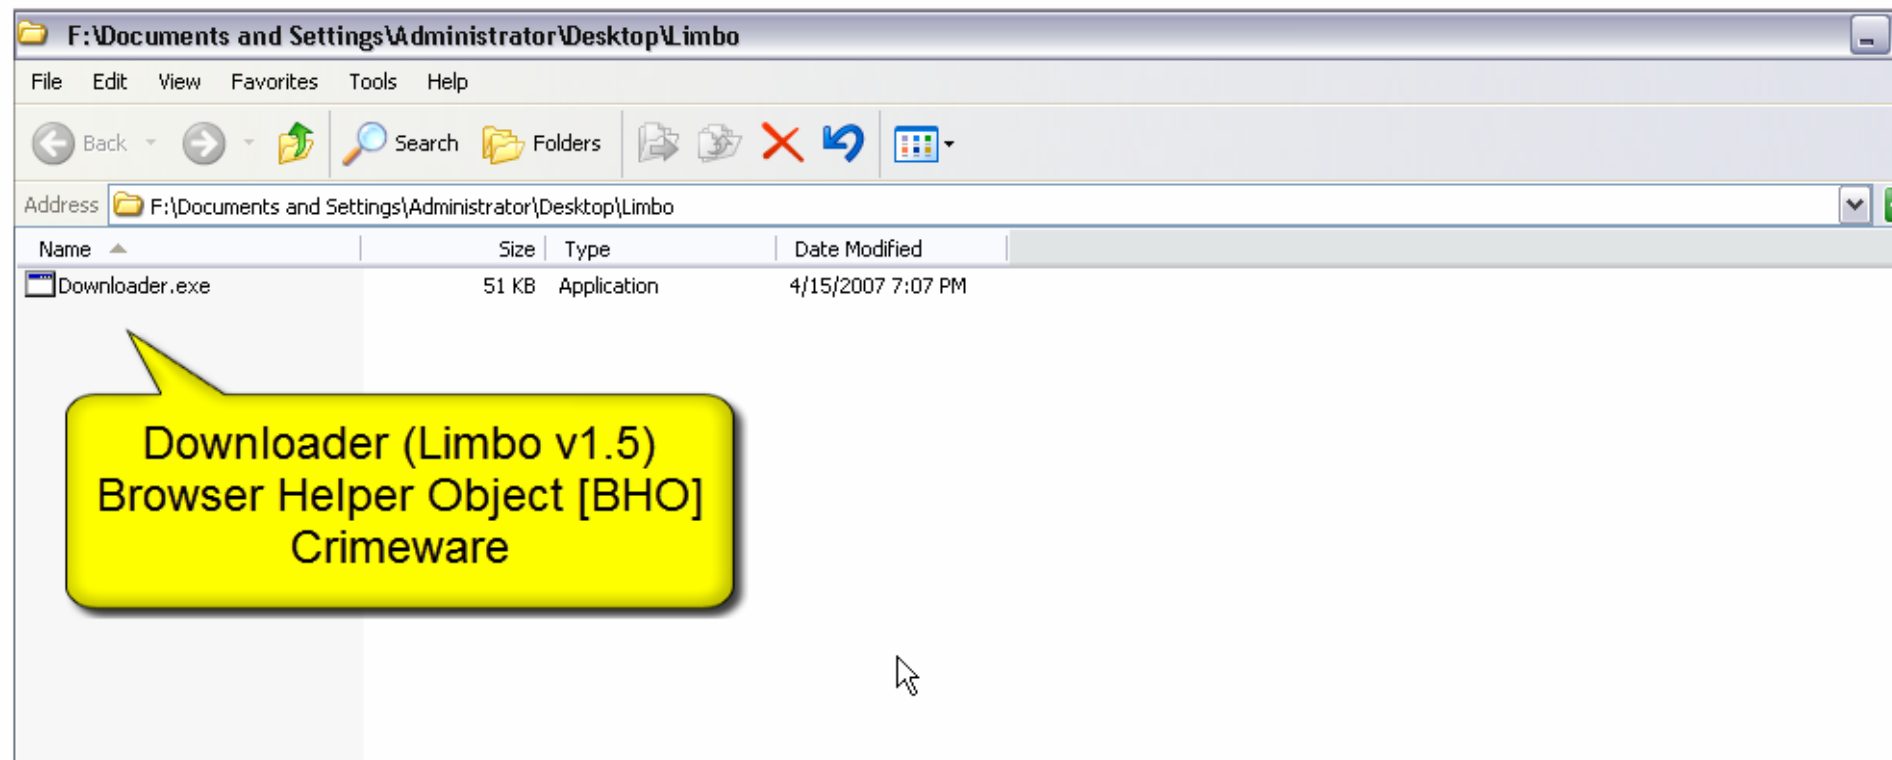 F:\Documents and Settings\Administrator\Desktop\Limbo
File Edit View Favorites Tools Help
Back Search Folders
Address F:\Documents and Settings\Administrator\Desktop\Limbo
Name Size Type Date Modified
Downloader.exe 51 KB Application 4/15/2007 7:07 PM
Downloader (Limbo v1.5)
Browser Helper Object [BHO]
Crimeware